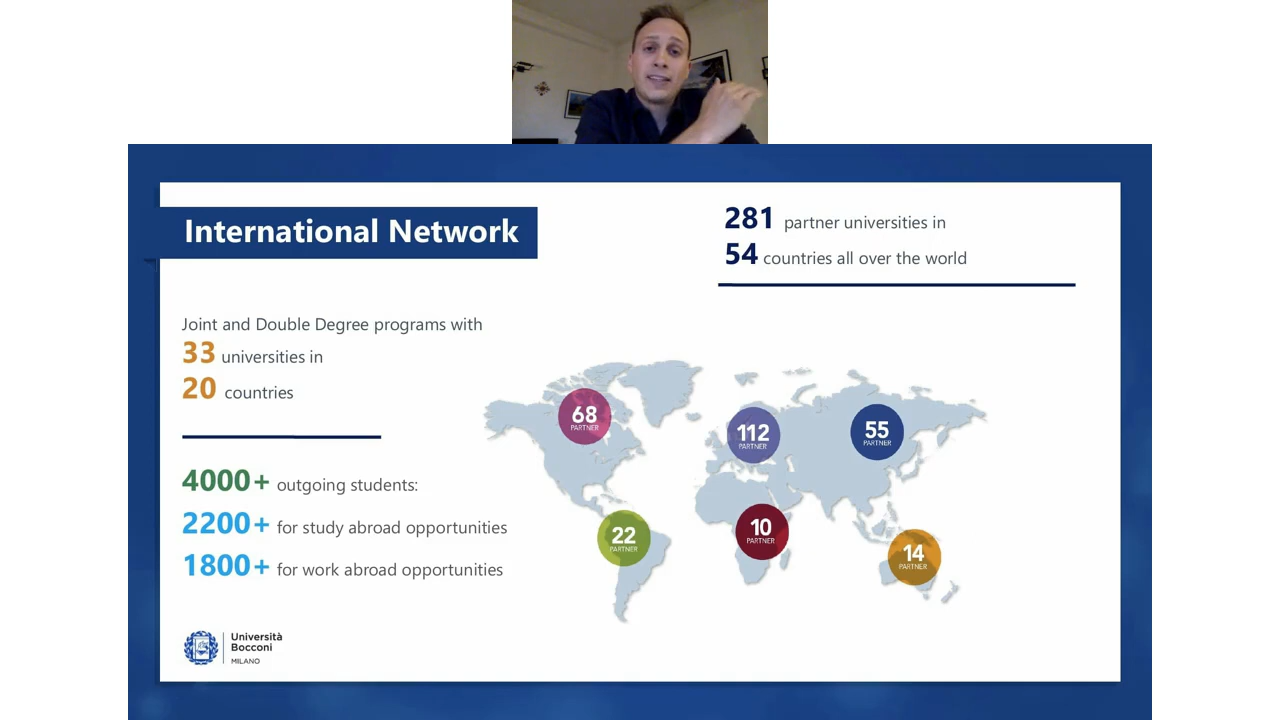 International Network
281 partner universities in
54 countries all over the world
Joint and Double Degree programs with
33 universities in
20 countries
4000+ outgoing students:
2200+ for study abroad opportunities
1800+ for work abroad opportunities
68
PARTNER
112
PARTNER
55
PARTNER
22
PARTNER
10
PARTNER
14
PARTNER
Università
Bocconi
MILANO